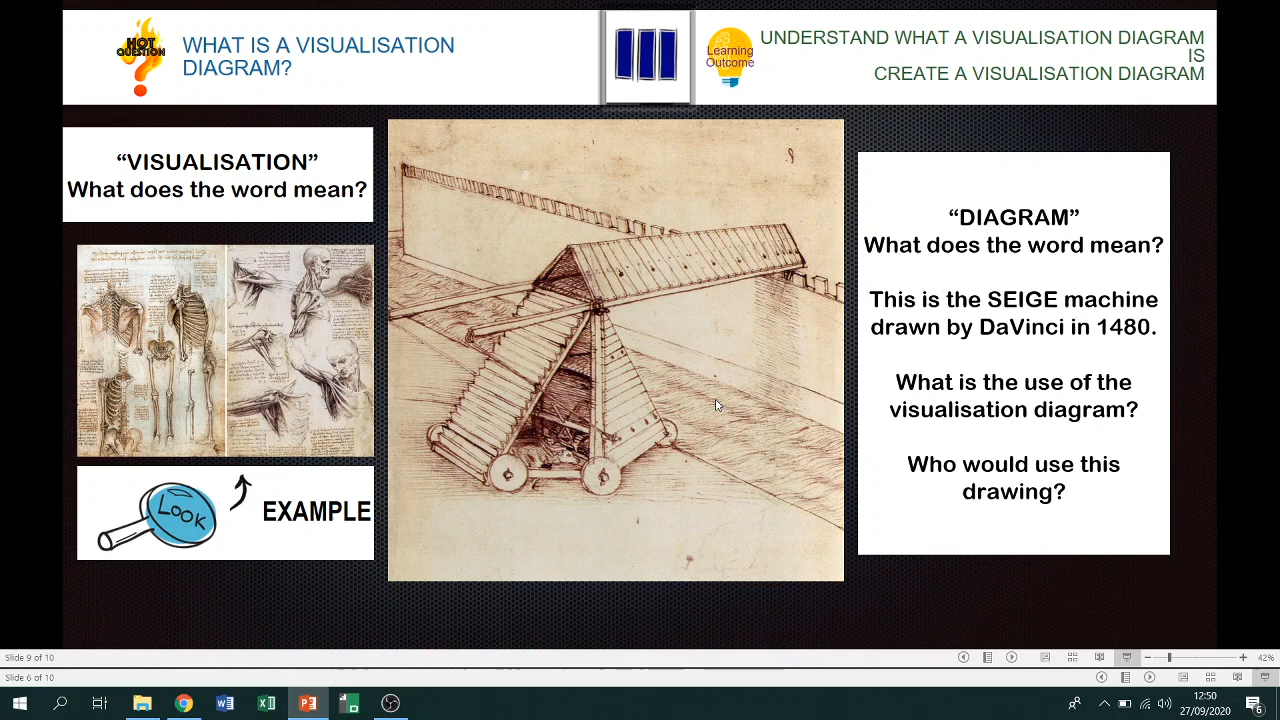 HOT
QUESTION
WHAT IS A VISUALISATION
DIAGRAM?
Learning
Outcome
UNDERSTAND WHAT A VISUALISATION DIAGRAM
IS
CREATE A VISUALISATION DIAGRAM
“VISUALISATION”
What does the word mean?
LOOK
EXAMPLE
“DIAGRAM”
What does the word mean?
This is the SEIGE machine
drawn by DaVinci in 1480.
What is the use of the
visualisation diagram?
Who would use this
drawing?
Slide 9 of 10
42%
Slide 6 of 10
12:50
27/09/2020
6